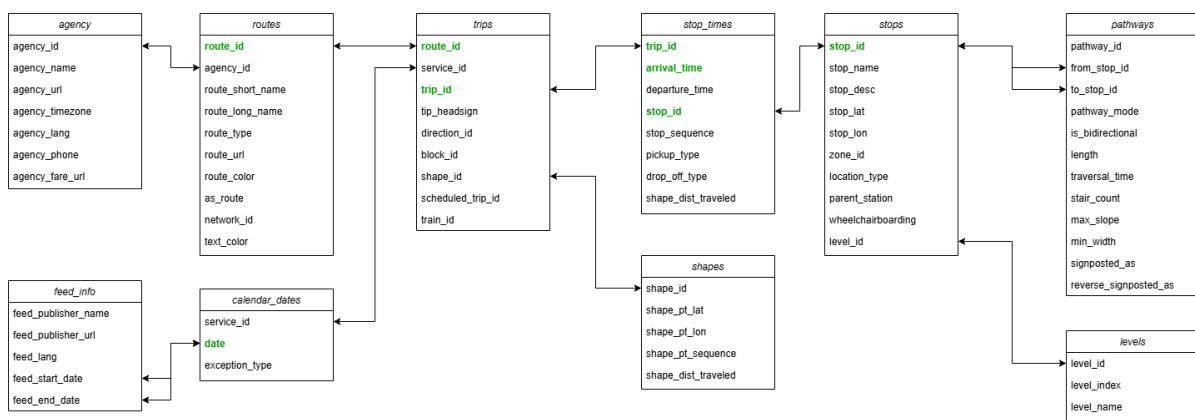 agency
agency_id
agency_name
agency_url
agency_timezone
agency_lang
agency_phone
agency_fare_url
routes
route_id
agency_id
route_short_name
route_long_name
route_type
route_url
route_color
as_route
network_id
text_color
trips
route_id
service_id
trip_id
tip_headsign
direction_id
block_id
shape_id
scheduled_trip_id
train_id
stop_times
trip_id
arrival_time
departure_time
stop_id
stop_sequence
pickup_type
drop_off_type
shape_dist_traveled
stops
stop_id
stop_name
stop_desc
stop_lat
stop_lon
zone_id
location_type
parent_station
wheelchairboarding
level_id
pathways
pathway_id
from_stop_id
to_stop_id
pathway_mode
is_bidirectional
length
traversal_time
stair_count
max_slope
min_width
signposted_as
reverse_signposted_as
feed_info
feed_publisher_name
feed_publisher_url
feed_lang
feed_start_date
feed_end_date
calendar_dates
service_id
date
exception_type
shapes
shape_id
shape_pt_lat
shape_pt_lon
shape_pt_sequence
shape_dist_traveled
levels
level_id
level_index
level_name